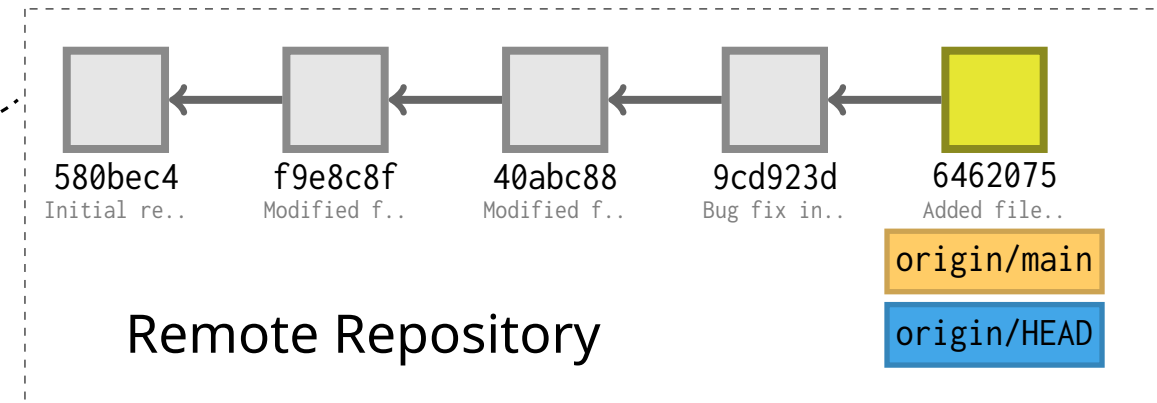 580bec4 f9e8c8f 40abc88 9cd923d 6462075
Initial re.. Modified f.. Modified f.. Bug fix in.. Added file..
origin/main
Remote Repository
origin/HEAD